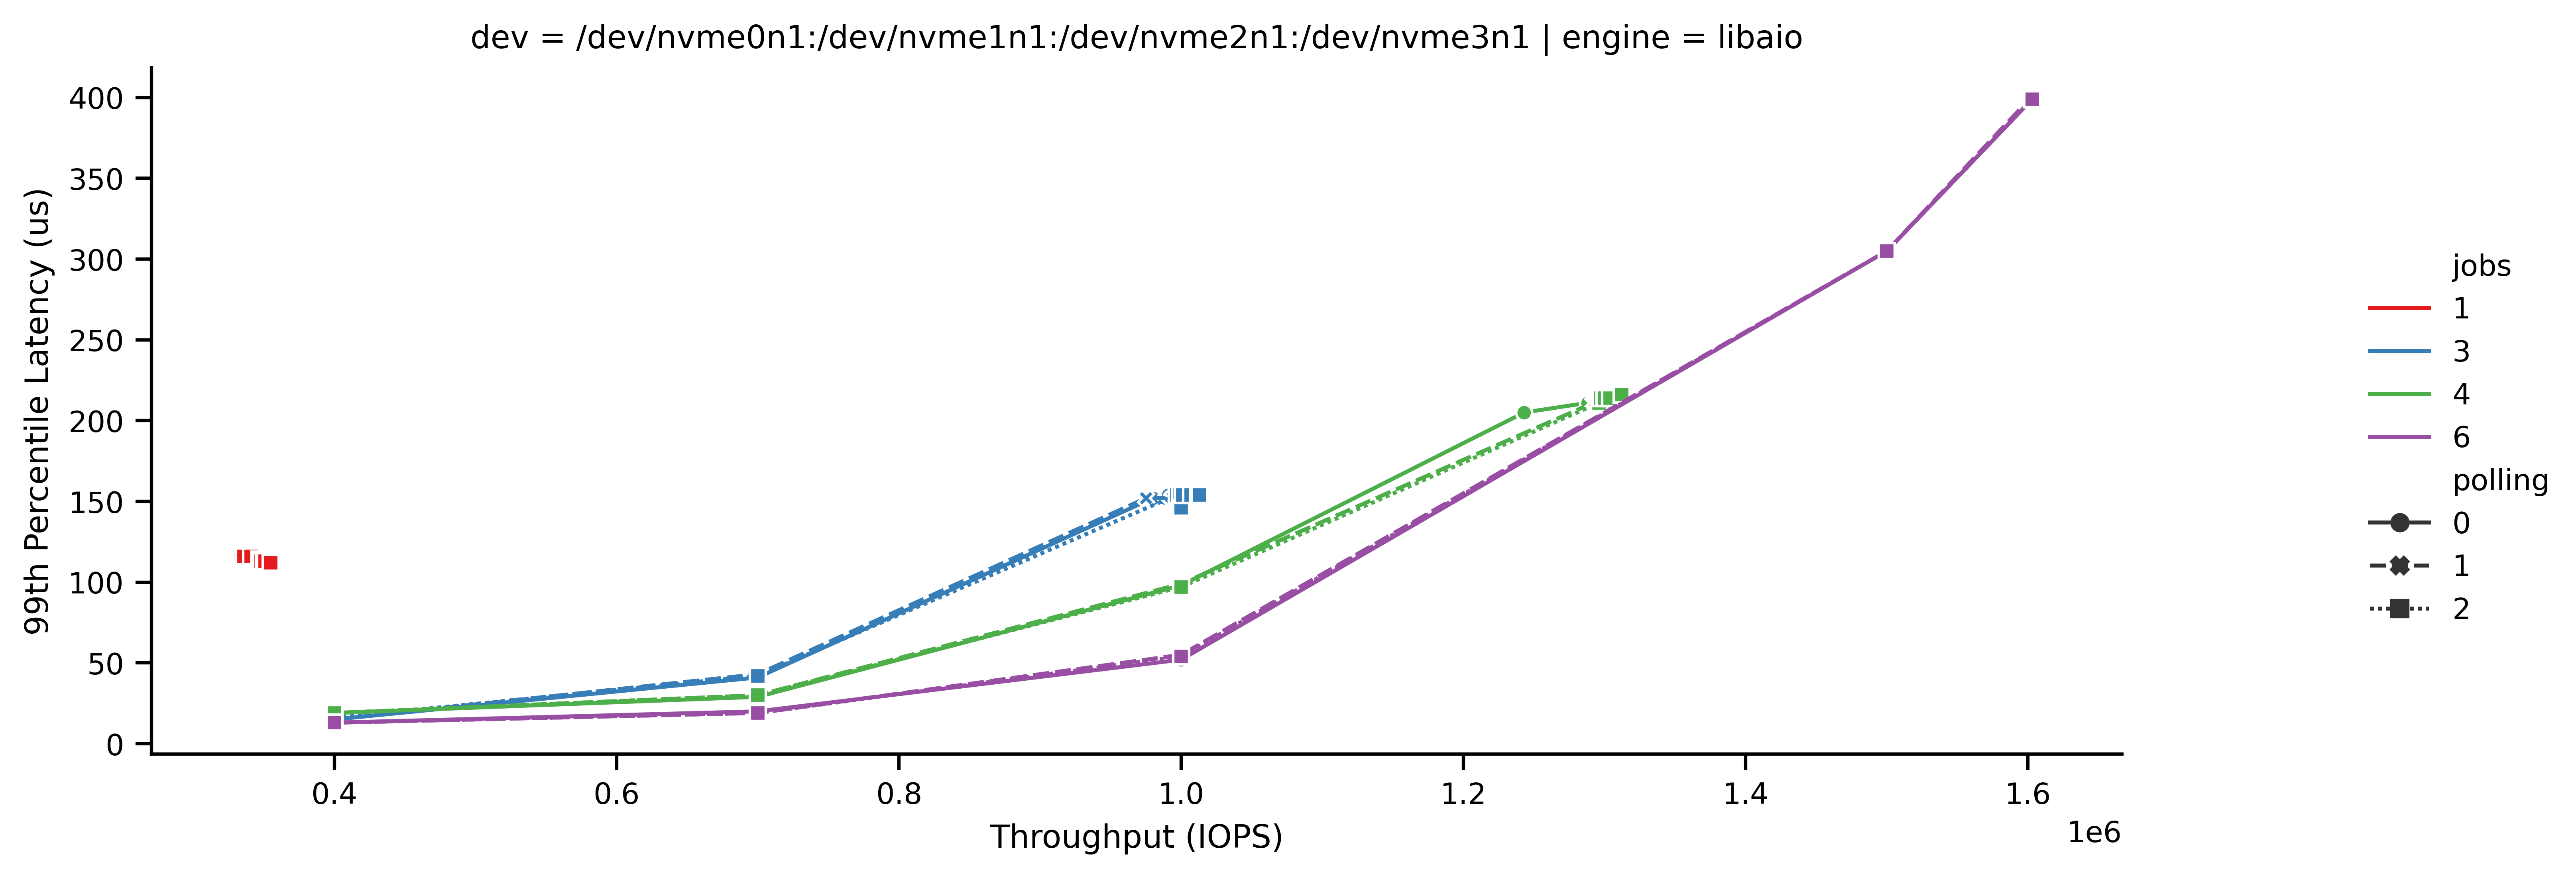 dev = /dev/nvme0n1:/dev/nvme1n1:/dev/nvme2n1:/dev/nvme3n1 | engine = libaio
99th Percentile Latency (us)
400
350
300
250
200
150
100
50
0
0.4 0.6 0.8 1.0 1.2 1.4 1.6
1e6
Throughput (IOPS)
jobs
1
3
4
6
polling
0
1
2